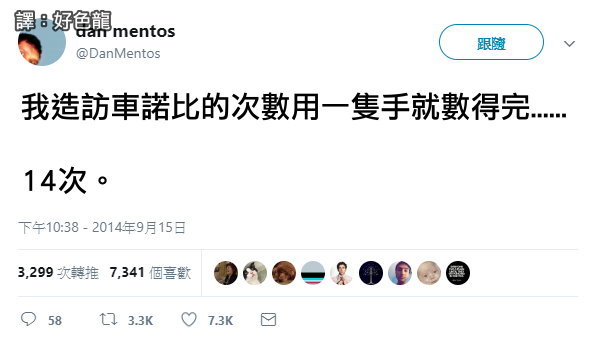 譯：好色龍
dan mentos
@DanMentos
跟隨
我造訪車諾比的次數用一隻手就數得完......
14次。
下午10:38 - 2014年9月15日
3,299 次轉推 7,341 個喜歡
58 3.3K 7.3K